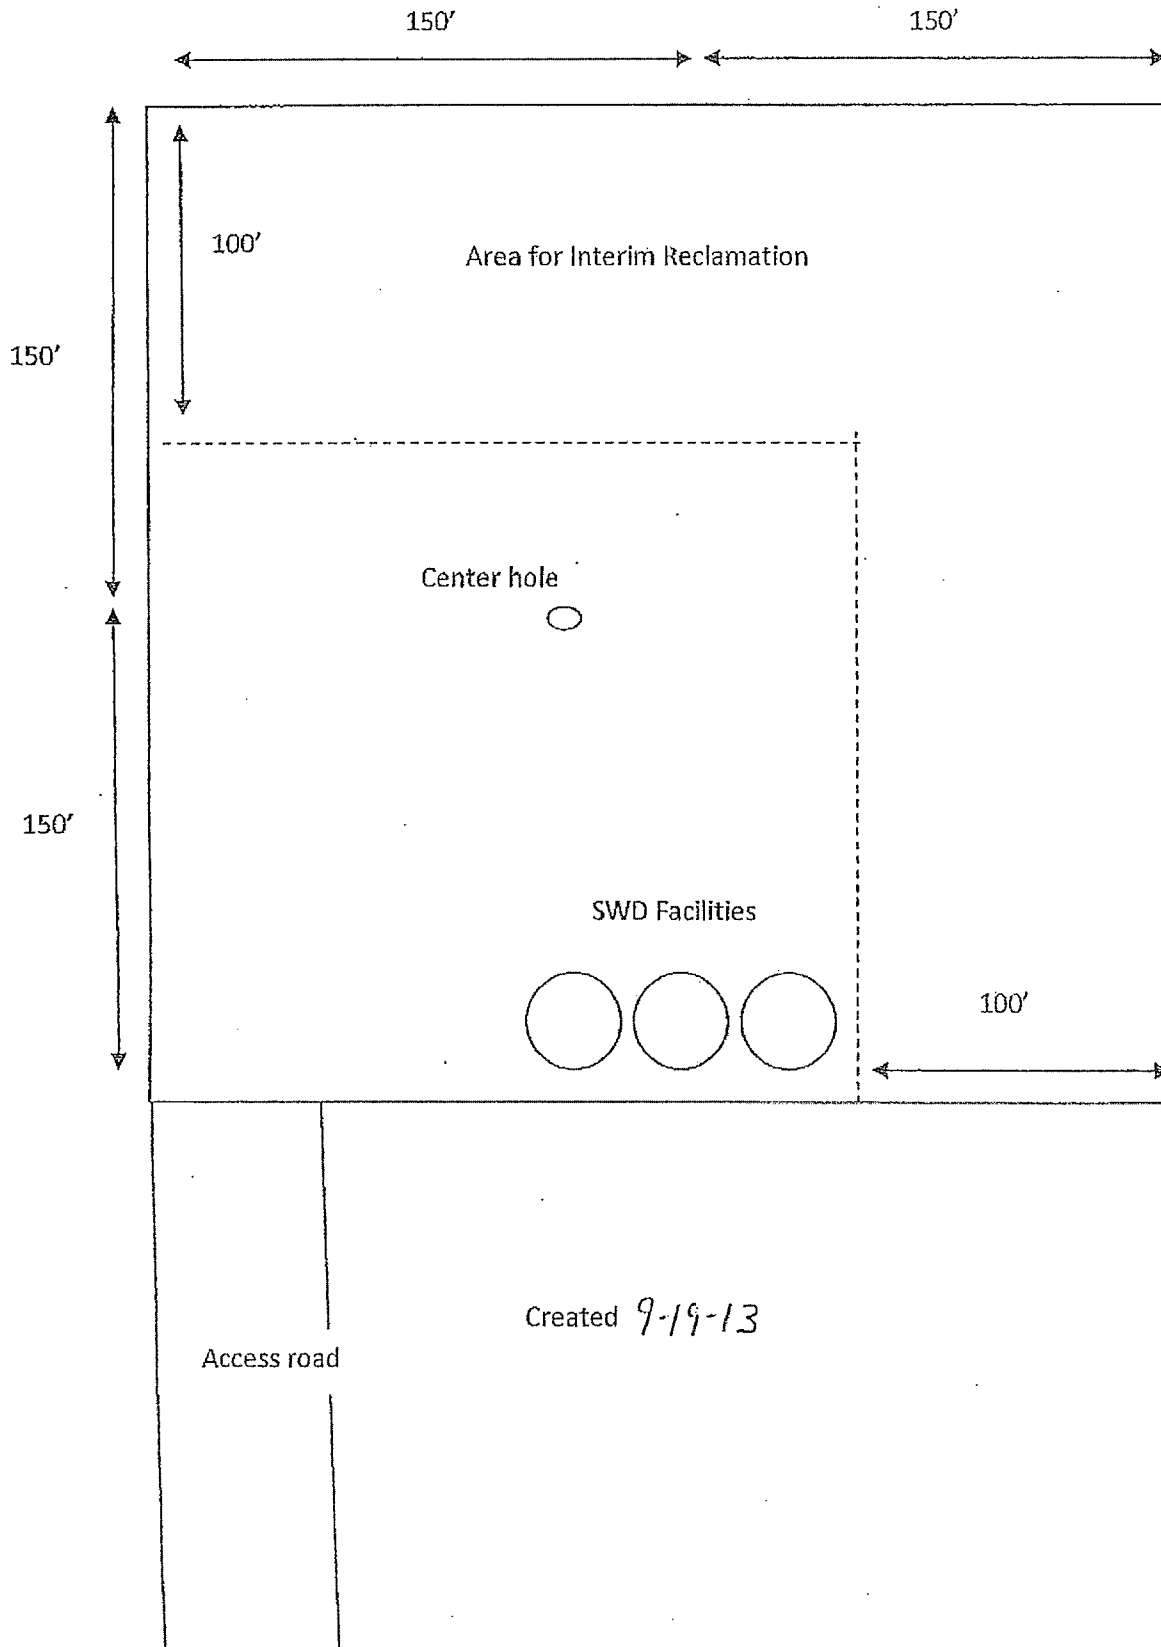 150' 150'
100'
Area for Interim Reclamation
150'
Center hole
150'
SWD Facilities
100'
Created 9-19-13
Access road